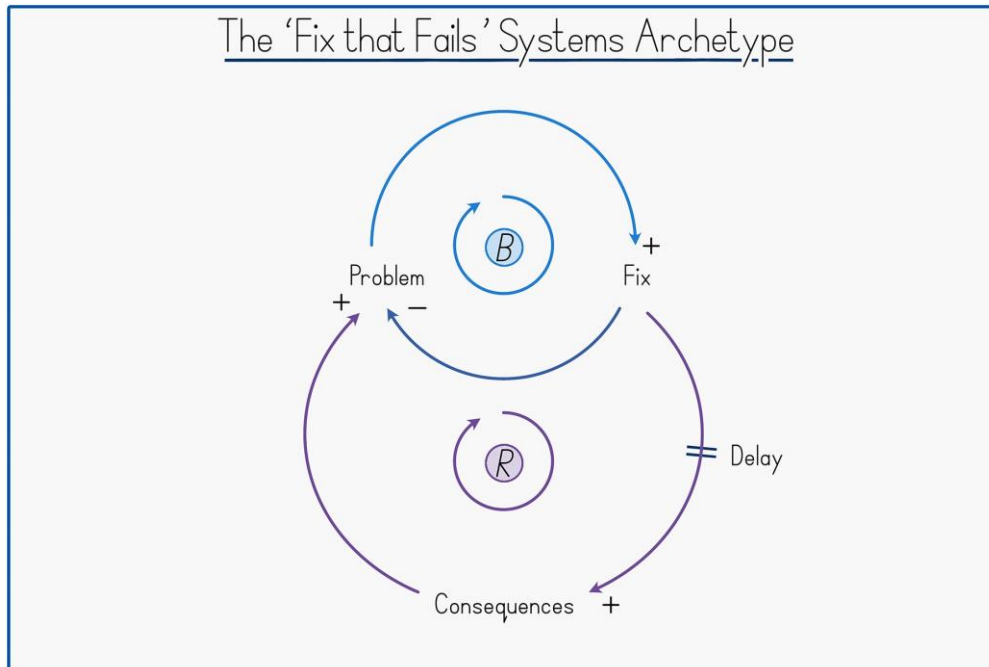 The ‘Fix that Fails’ Systems Archetype
B
+
Problem
Fix
+
−
R
Delay
Consequences +